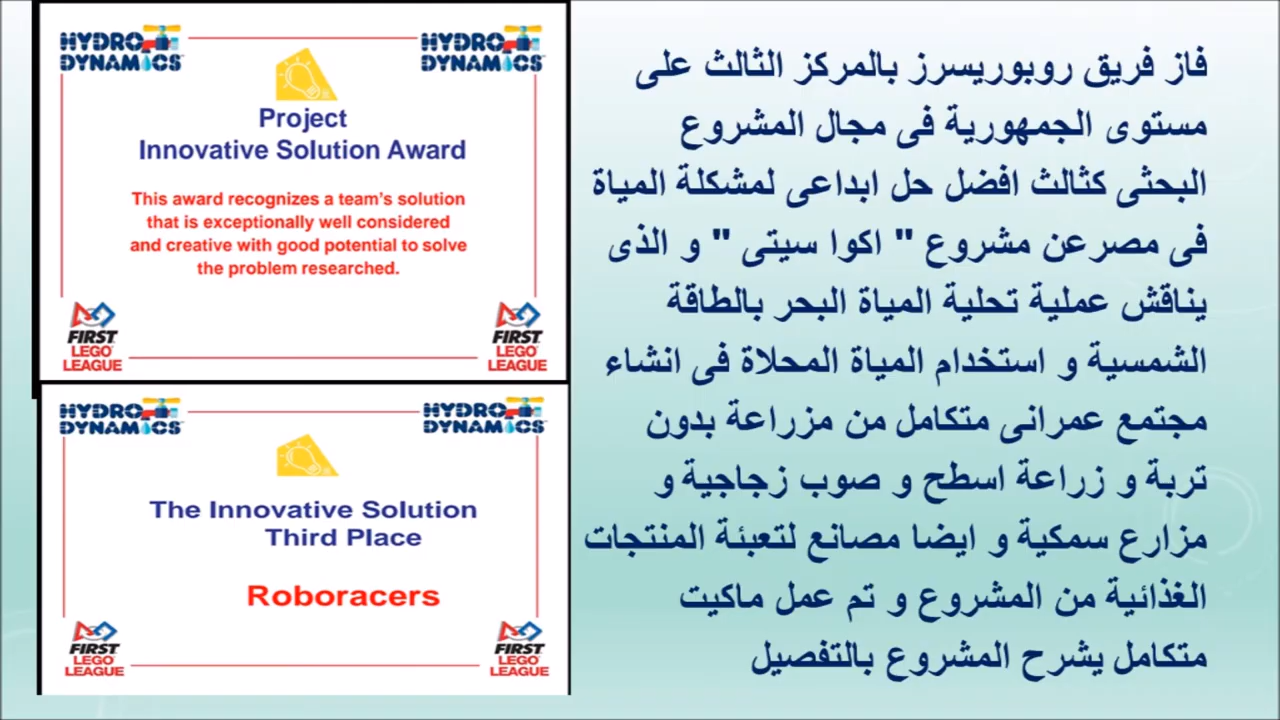 HYDRO
DYNAMICS
HYDRO
DYNAMICS
Project
Innovative Solution Award
This award recognizes a team's solution
that is exceptionally well considered
and creative with good potential to solve
the problem researched.
FIRST
LEGO
LEAGUE
FIRST
LEGO
LEAGUE
HYDRO
DYNAMICS
HYDRO
DYNAMICS
The Innovative Solution
Third Place
Roboracers
FIRST
LEGO
LEAGUE
FIRST
LEGO
LEAGUE
فاز فريق روبوريسرز بالمركز الثالث على
مستوى الجمهورية فى مجال المشروع
البحثى كثالث افضل حل ابداعى لمشكلة المياة
فى مصرعن مشروع " اكوا سيتى " و الذى
يناقش عملية تحلية المياة البحر بالطاقة
الشمسية و استخدام المياة المحلاة فى انشاء
مجتمع عمرانى متكامل من مزراعة بدون
تربة و زراعة اسطح و صوب زجاجية و
مزارع سمكية و ايضا مصانع لتعبئة المنتجات
الغذائية من المشروع و تم عمل ماكيت
متكامل يشرح المشروع بالتفصيل